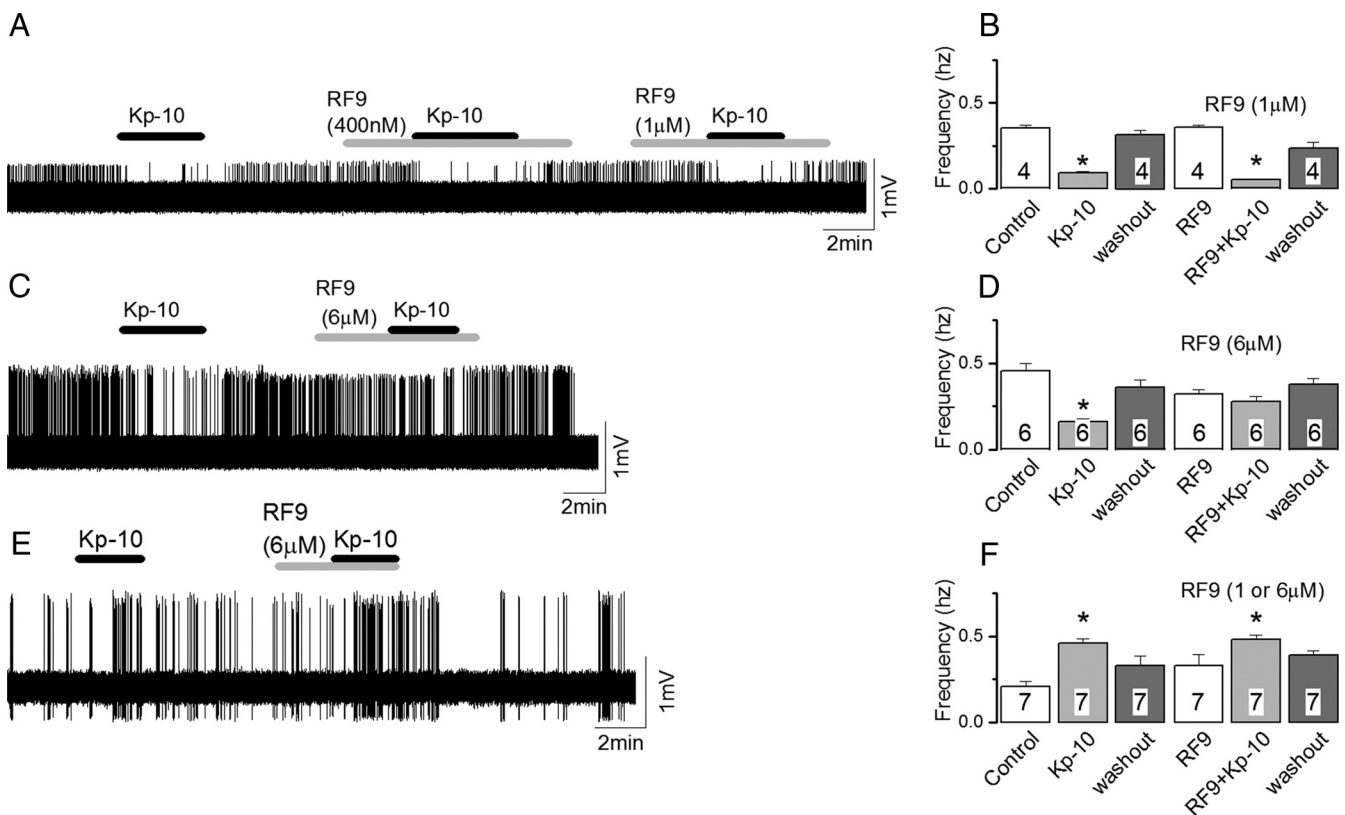 A
Kp-10
RF9
(400nM)
Kp-10
RF9
(1μM)
Kp-10
1mV
2min
B
Frequency (hz)
0.5
0.0
RF9 (1μM)
*
*
4
4
4
4
Control
Kp-10
washout
RF9
RF9+Kp-10
washout
C
Kp-10
RF9
(6μM)
Kp-10
1mV
2min
D
Frequency (hz)
0.5
0.0
RF9 (6μM)
*
6
6
6
6
6
6
Control
Kp-10
washout
RF9
RF9+Kp-10
washout
E
Kp-10
RF9
(6μM)
Kp-10
1mV
2min
F
Frequency (hz)
0.5
0.0
RF9 (1 or 6μM)
*
*
7
7
7
7
7
7
Control
Kp-10
washout
RF9
RF9+Kp-10
washout